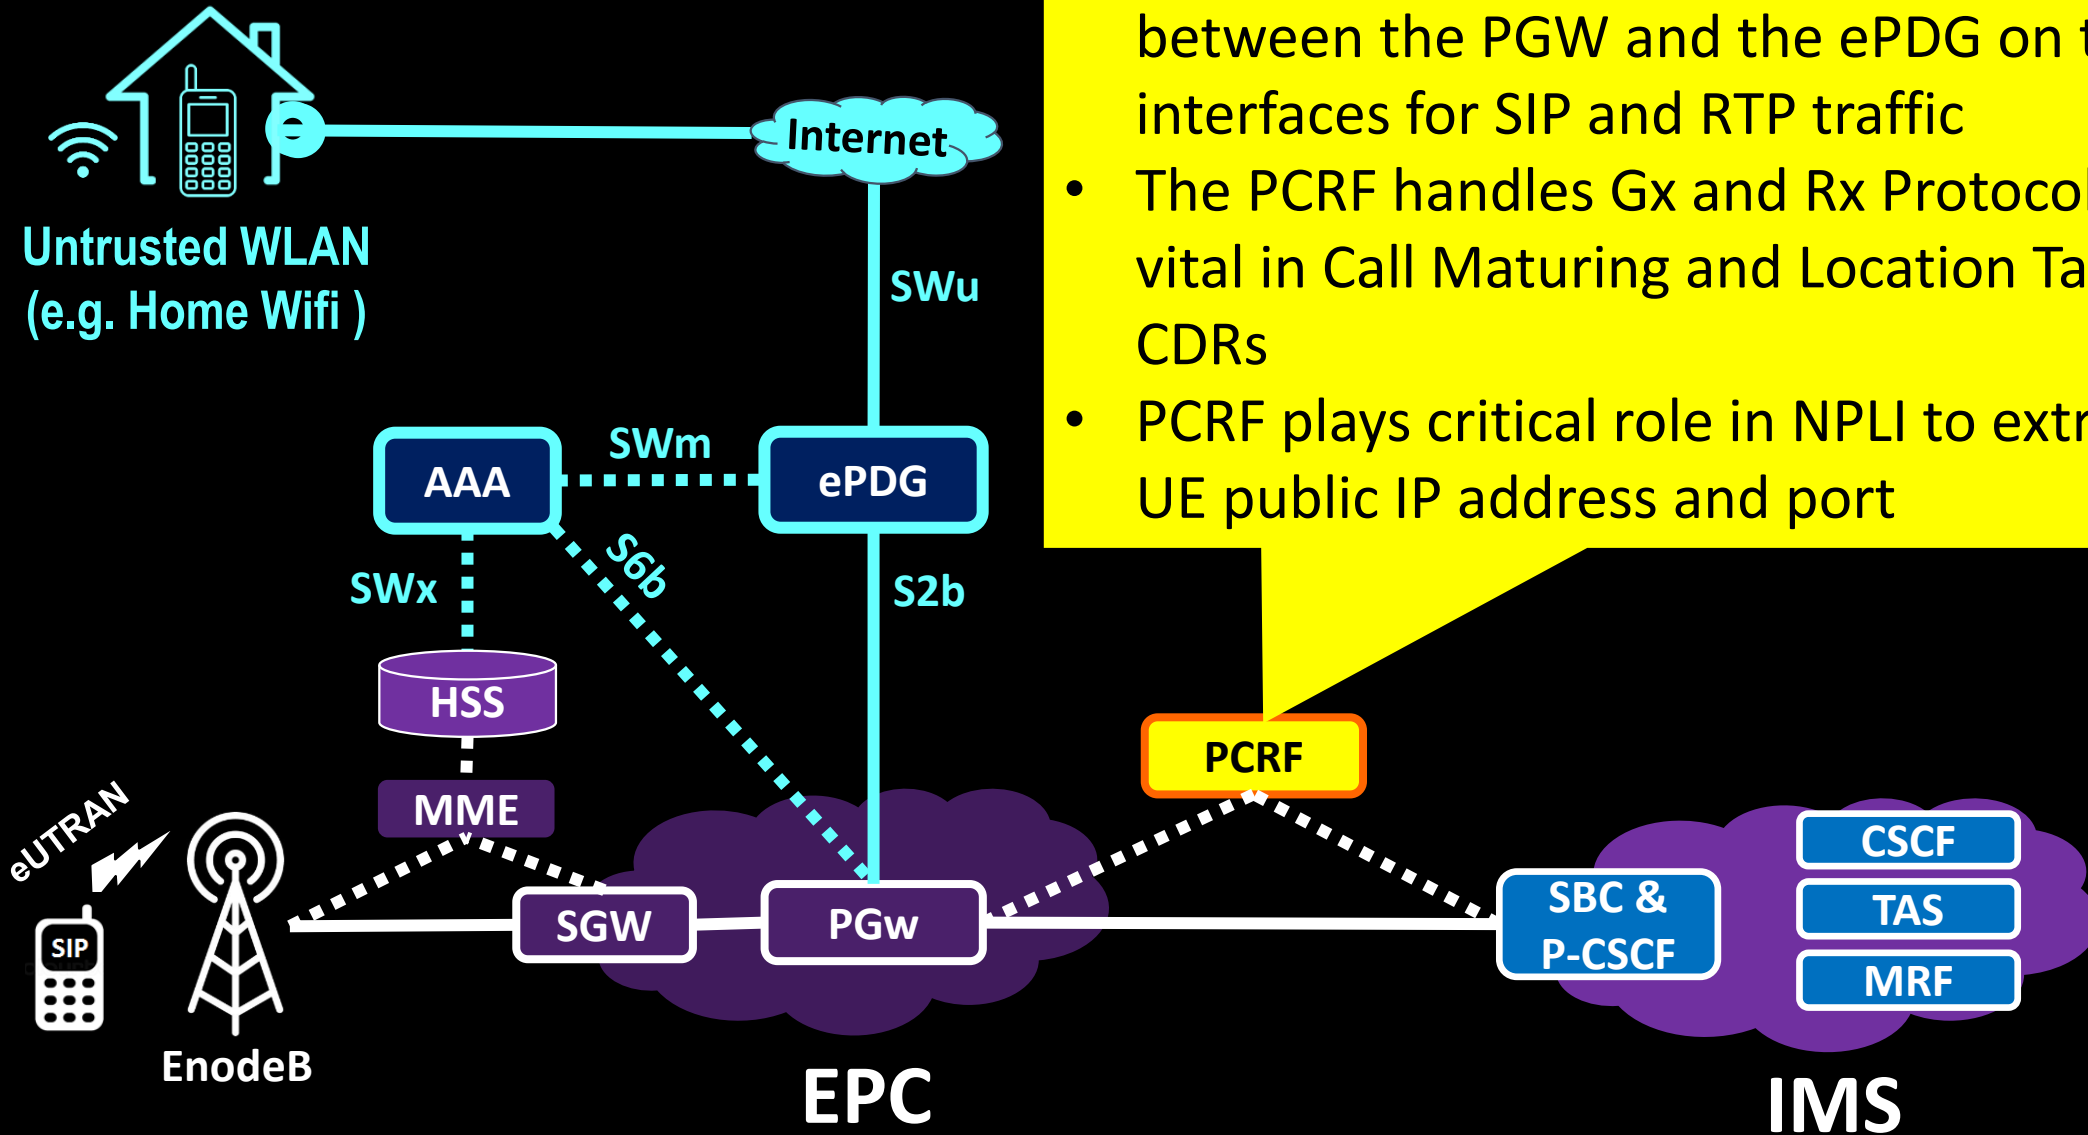 between the PGW and the ePDG on
interfaces for SIP and RTP traffic
• The PCRF handles Gx and Rx Protocol
vital in Call Maturing and Location
CDRs
• PCRF plays critical role in NPLI to
UE public IP address and port
Internet
Untrusted WLAN
(e.g. Home Wifi )
SWu
SWm
AAA
ePDG
S6b
SWx
S2b
HSS
PCRF
MME
eUTRAN
CSCF
SBC &
P-CSCF
TAS
SGW
PGw
SIP
MRF
EnodeB
EPC
IMS